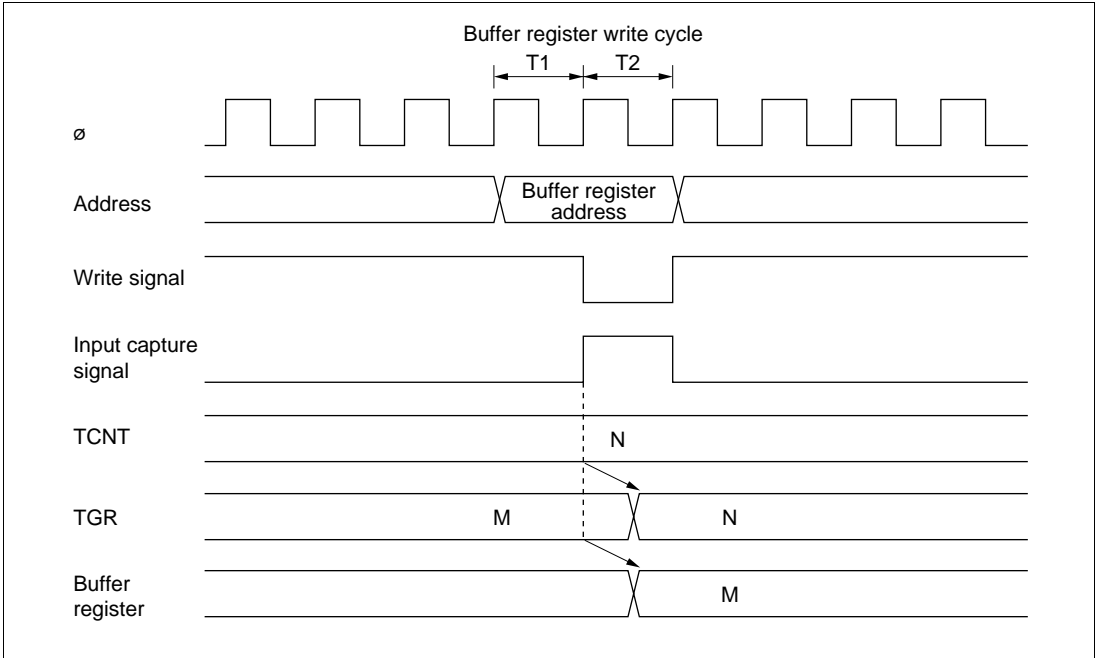 Buffer register write cycle
T1 T2
ø
Address
Buffer register
address
Write signal
Input capture
signal
TCNT
N
TGR
M N
Buffer
register
M